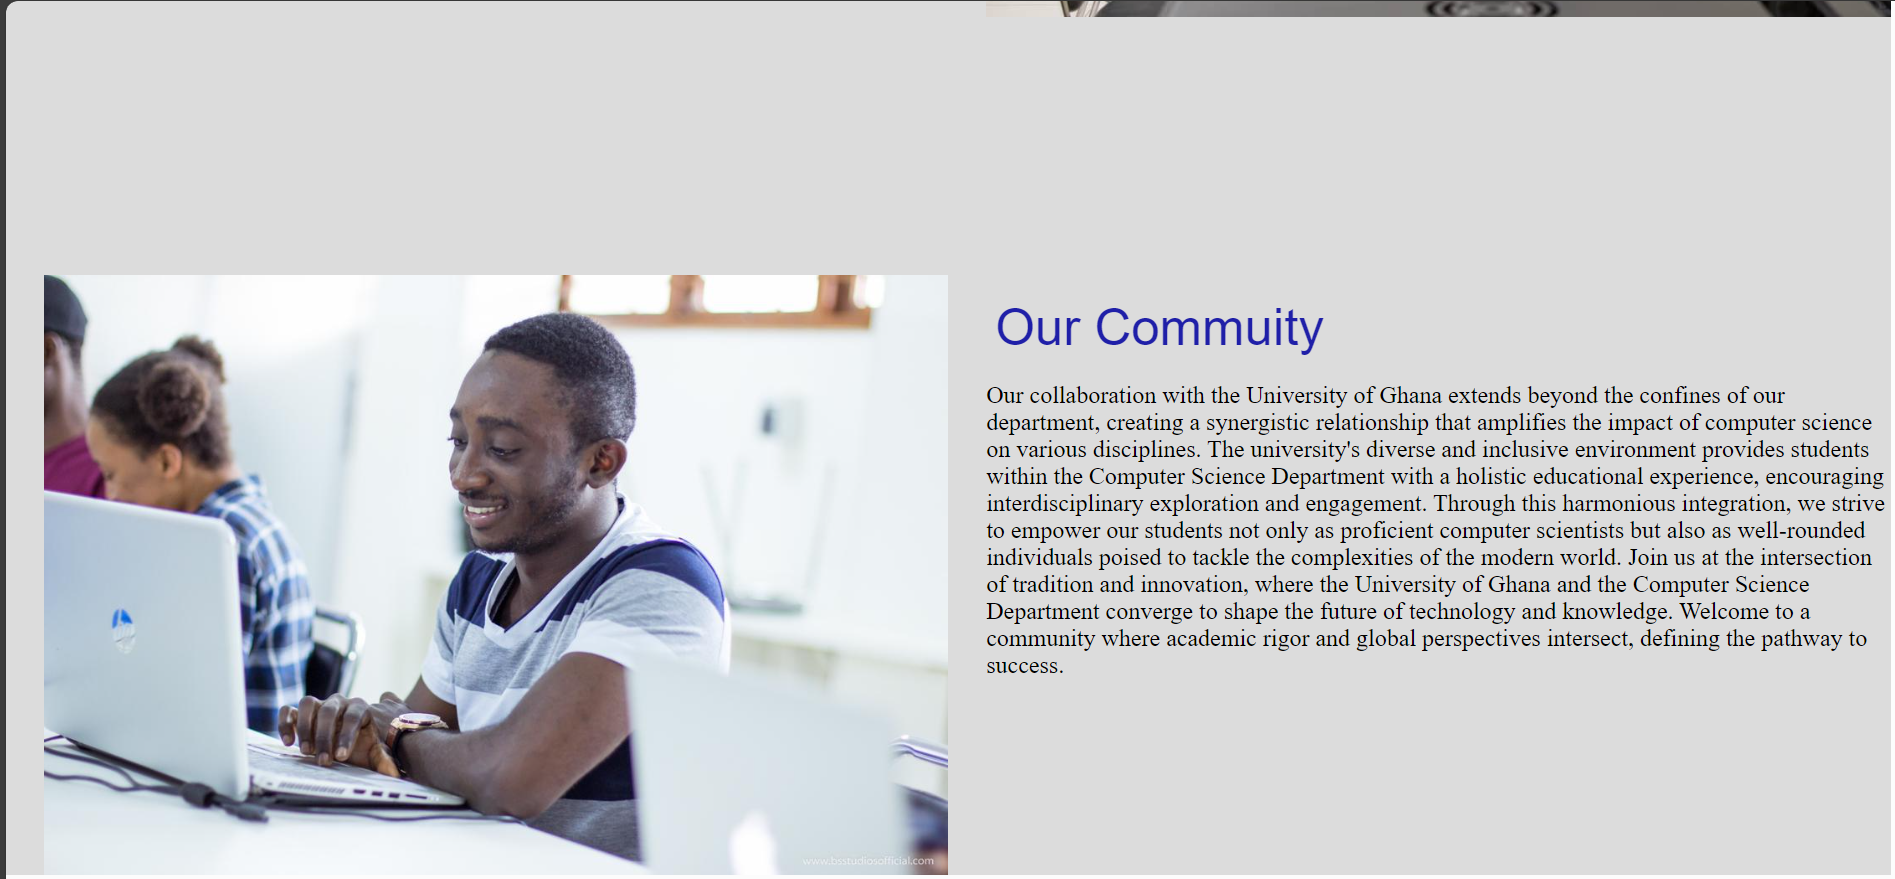 Our Commuity
Our collaboration with the University of Ghana extends beyond the confines of our
department, creating a synergistic relationship that amplifies the impact of computer science
on various disciplines. The university's diverse and inclusive environment provides students
within the Computer Science Department with a holistic educational experience, encouraging
interdisciplinary exploration and engagement. Through this harmonious integration, we strive
to empower our students not only as proficient computer scientists but also as well-rounded
individuals poised to tackle the complexities of the modern world. Join us at the intersection
of tradition and innovation, where the University of Ghana and the Computer Science
Department converge to shape the future of technology and knowledge. Welcome to a
community where academic rigor and global perspectives intersect, defining the pathway to
success.
www.bsstudiosofficial.com